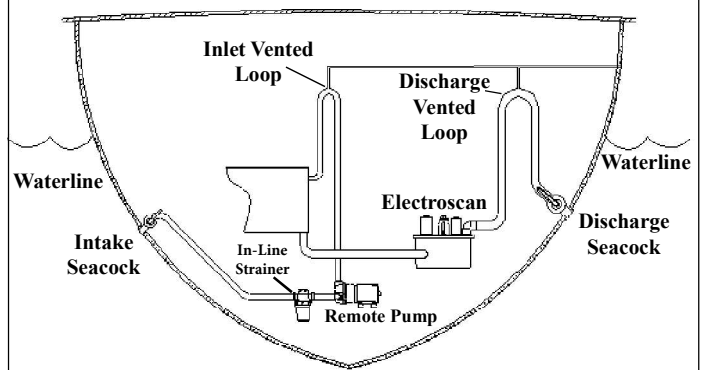 Inlet Vented
Loop
Discharge
Vented
Loop
Waterline
Waterline
Electroscan
Intake
Seacock
Discharge
Seacock
In-Line
Strainer
Remote Pump